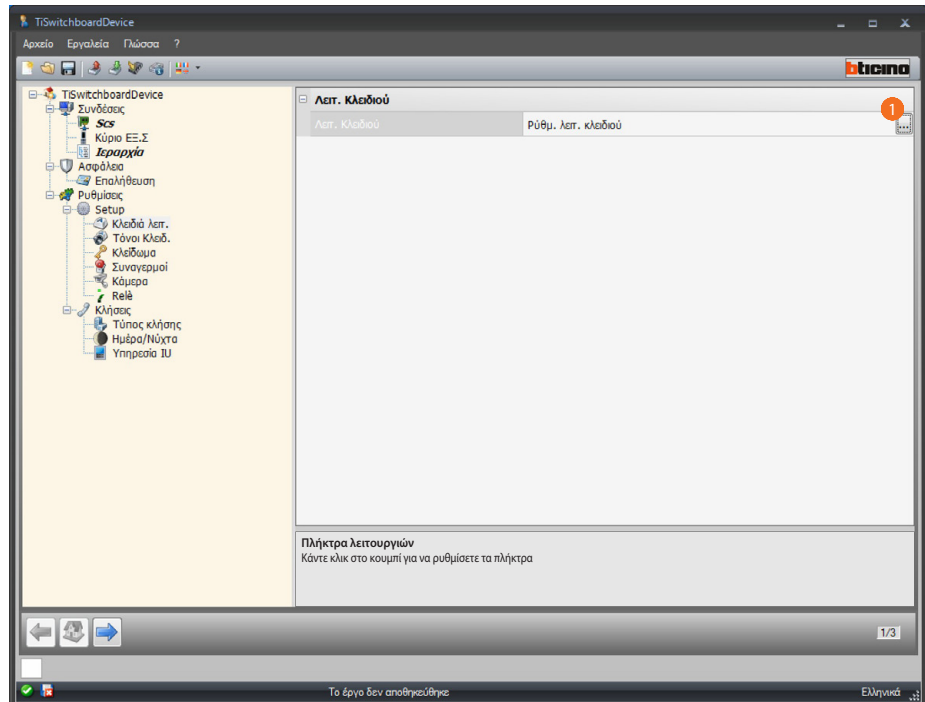 TiSwitchboardDevice
Αρχείο Εργαλεία Γλώσσα ?
bticino
TiSwitchboardDevice
Συνδέσεις
Scs
Κύριο ΕΞ.Σ
Ιεραρχία
Ασφάλεια
Επαλήθευση
Ρυθμίσεις
Setup
Κλειδιά λειτ.
Τόνοι Κλειδ.
Κλείδωμα
Συναγερμοί
Κάμερα
Relè
Κλήσεις
Τύπος κλήσης
Ημέρα/Νύχτα
Υπηρεσία IU
Λειτ. Κλειδιού
1
Λειτ. Κλειδιού Ρύθμ. λειτ. κλειδιού ...
Πλήκτρα λειτουργιών
Κάντε κλικ στο κουμπί για να ρυθμίσετε τα πλήκτρα
1/3
Το έργο δεν αποθηκεύθηκε Ελληνικά